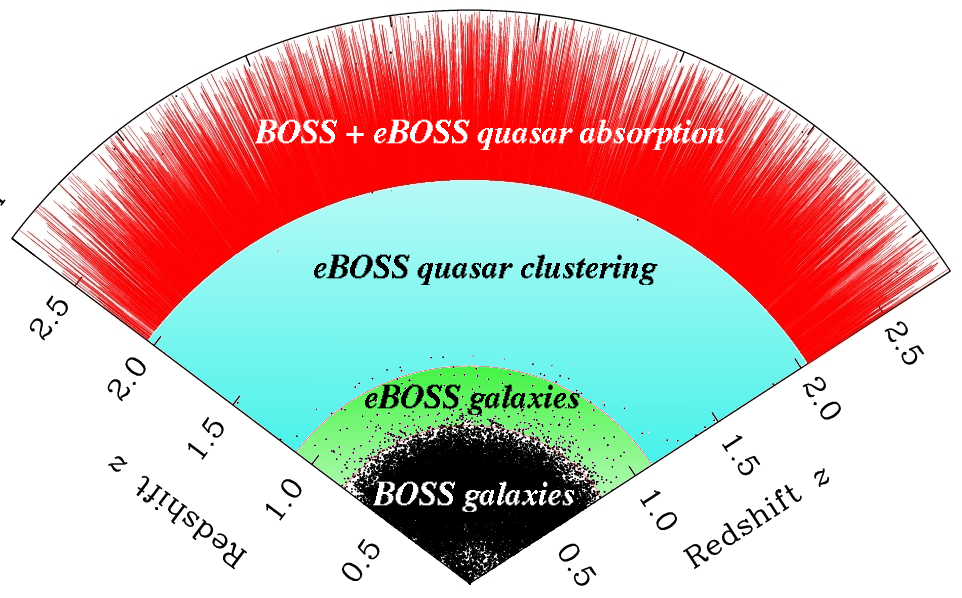 BOSS + eBOSS quasar absorption
eBOSS quasar clustering
eBOSS galaxies
BOSS galaxies
2.5
2.0
1.5
1.0
0.5
Redshift z
0.5
1.0
1.5
2.0
2.5
Redshift z